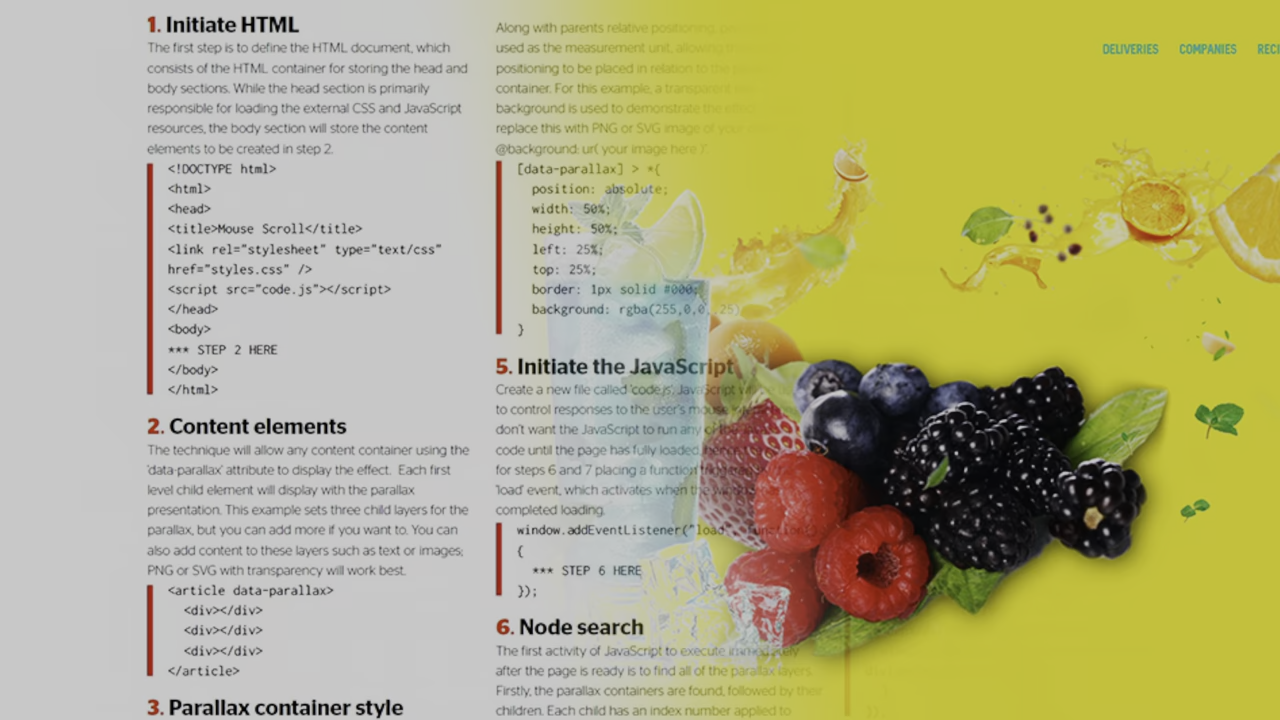 1. Initiate HTML
The first step is to define the HTML document, which
consists of the HTML container for storing the head and
body sections. While the head section is primarily
responsible for loading the external CSS and JavaScript
resources, the body section will store the content
elements to be created in step 2.
<!DOCTYPE html>
<html>
<head>
<title>Mouse Scroll</title>
<link rel="stylesheet" type="text/css"
href="styles.css" />
<script src="code.js"></script>
</head>
<body>
*** STEP 2 HERE
</body>
</html>
2. Content elements
The technique will allow any content container using the
'data-parallax' attribute to display the effect.  Each first
level child element will display with the parallax
presentation. This example sets three child layers for the
parallax, but you can add more if you want to. You can
also add content to these layers such as text or images;
PNG or SVG with transparency will work best.
<article data-parallax>
<div></div>
<div></div>
<div></div>
</article>
3. Parallax container style
Along with parents relative positioning,
used as the measurement unit, allowing
positioning to be placed in relation to the
container. For this example, a transparent
background is used to demonstrate the effect
replace this with PNG or SVG image of your
@background: url( your image here )'.
[data-parallax] > *{
position: absolute;
width: 50%;
height: 50%;
left: 25%;
top: 25%;
border: 1px solid #000;
background: rgba(255,0,0,.25)
}
5. Initiate the JavaScript
Create a new file called 'code.js'. JavaScript
to control responses to the user's mouse
don't want the JavaScript to run any of
code until the page has fully loaded,
for steps 6 and 7 placing a function triggered
'load' event, which activates when the
completed loading.
window.addEventListener("load", function()
{
*** STEP 6 HERE
});
6. Node search
The first activity of JavaScript to execute immediately
after the page is ready is to find all of the parallax layers.
Firstly, the parallax containers are found, followed by their
children. Each child has an index number applied to
DELIVERIES
COMPANIES